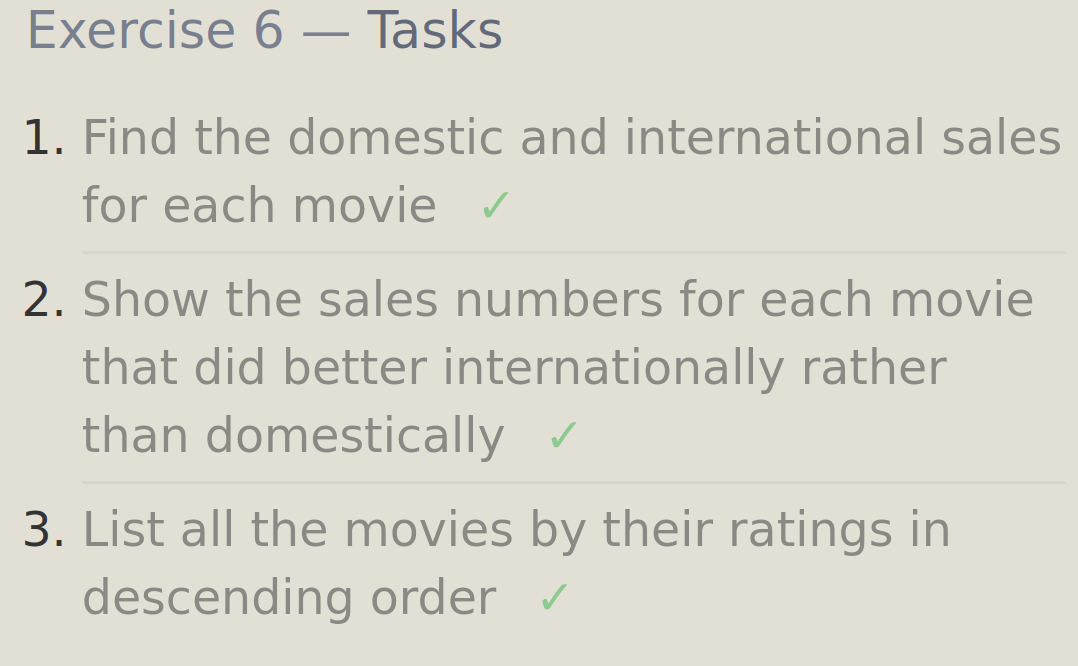 Exercise 6 — Tasks
1. Find the domestic and international sales
for each movie ✓
2. Show the sales numbers for each movie
that did better internationally rather
than domestically ✓
3. List all the movies by their ratings in
descending order ✓